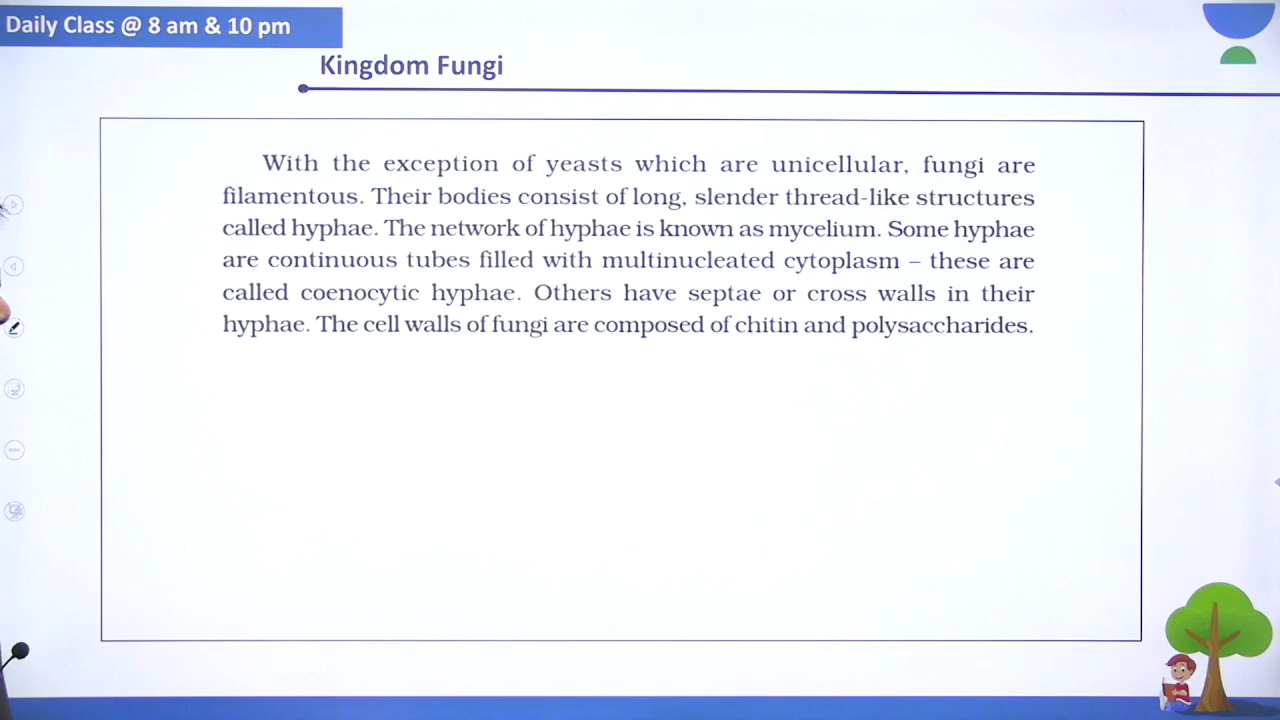 Daily Class @ 8 am & 10 pm
Kingdom Fungi
With the exception of yeasts which are unicellular, fungi are
filamentous. Their bodies consist of long, slender thread-like structures
called hyphae. The network of hyphae is known as mycelium. Some hyphae
are continuous tubes filled with multinucleated cytoplasm – these are
called coenocytic hyphae. Others have septae or cross walls in their
hyphae. The cell walls of fungi are composed of chitin and polysaccharides.